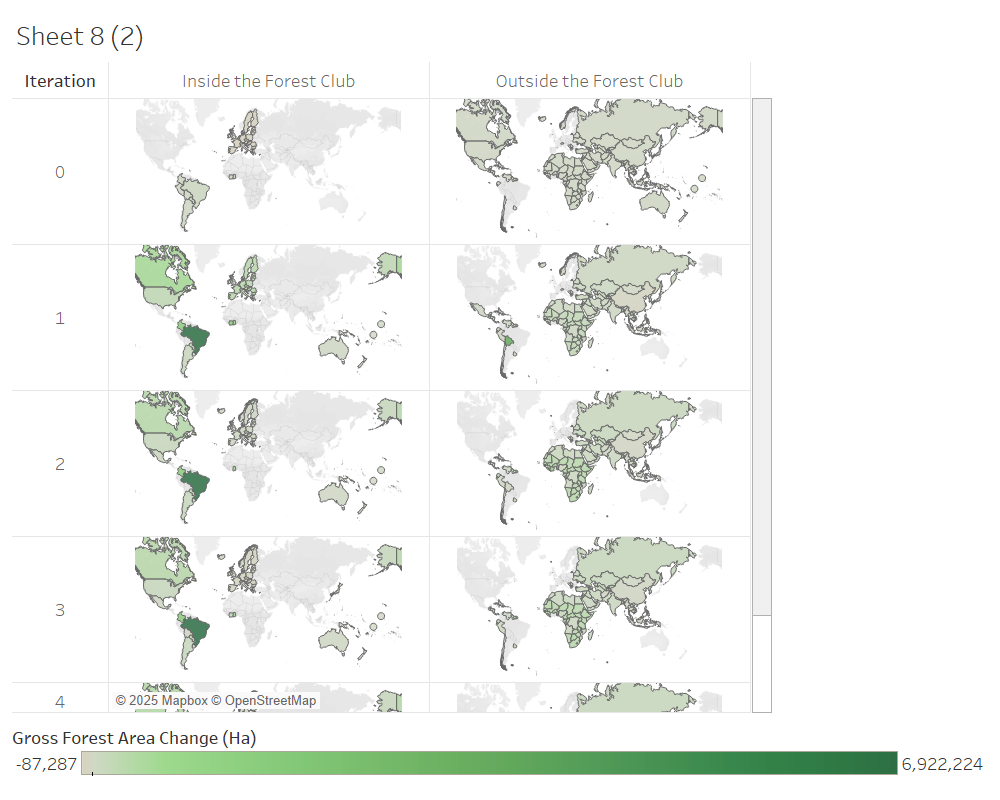 Sheet 8 (2)
Iteration Inside the Forest Club Outside the Forest Club
0
1
2
3
4
© 2025 Mapbox © OpenStreetMap
Gross Forest Area Change (Ha)
-87,287 6,922,224